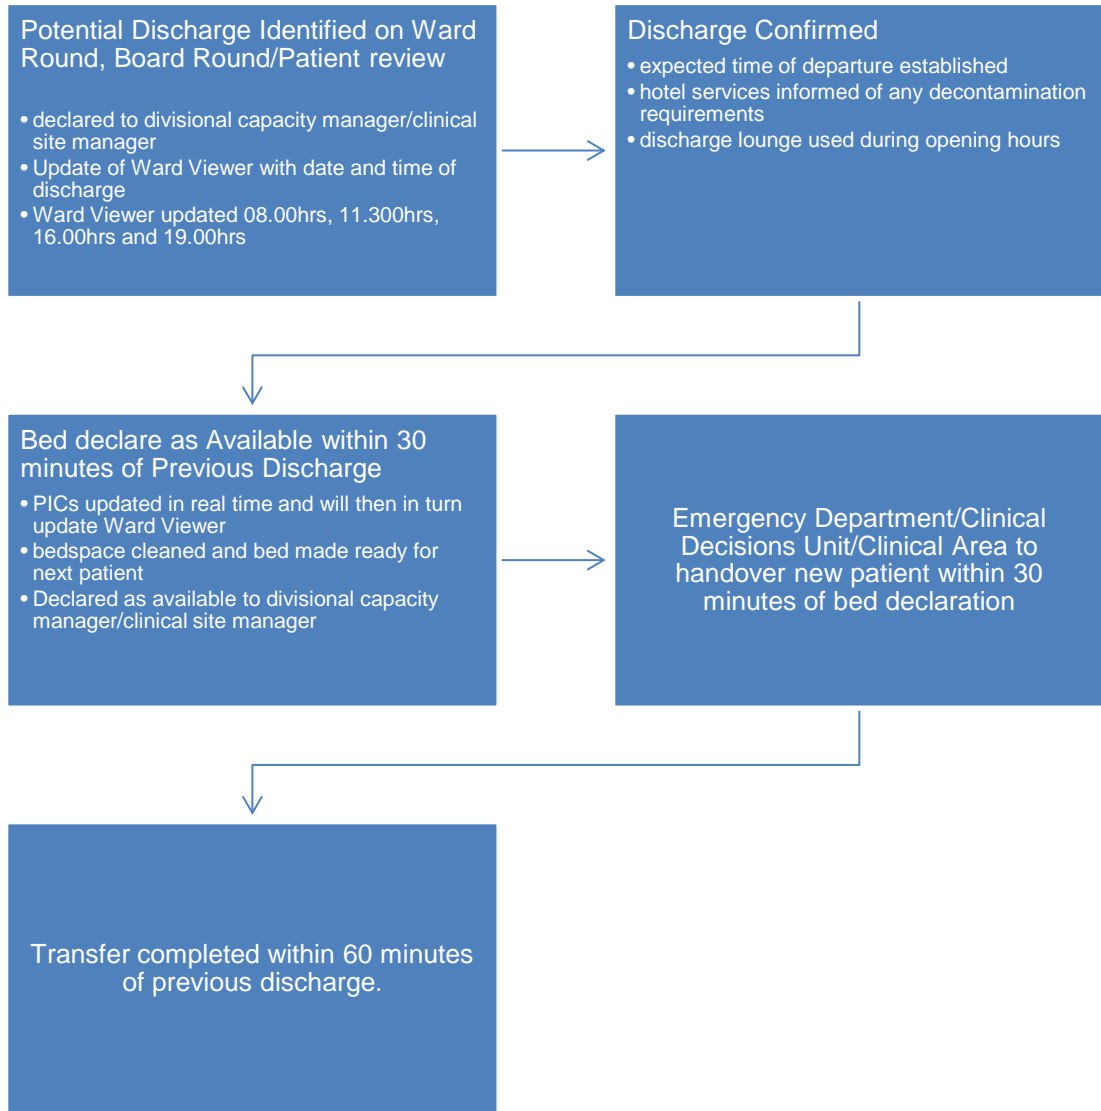 Potential Discharge Identified on Ward
Round, Board Round/Patient review
• declared to divisional capacity manager/clinical
site manager
• Update of Ward Viewer with date and time of
discharge
• Ward Viewer updated 08.00hrs, 11.300hrs,
16.00hrs and 19.00hrs
Discharge Confirmed
• expected time of departure established
• hotel services informed of any decontamination
requirements
• discharge lounge used during opening hours
Bed declare as Available within 30
minutes of Previous Discharge
• PICs updated in real time and will then in turn
update Ward Viewer
• bedspace cleaned and bed made ready for
next patient
• Declared as available to divisional capacity
manager/clinical site manager
Emergency Department/Clinical
Decisions Unit/Clinical Area to
handover new patient within 30
minutes of bed declaration
Transfer completed within 60 minutes
of previous discharge.